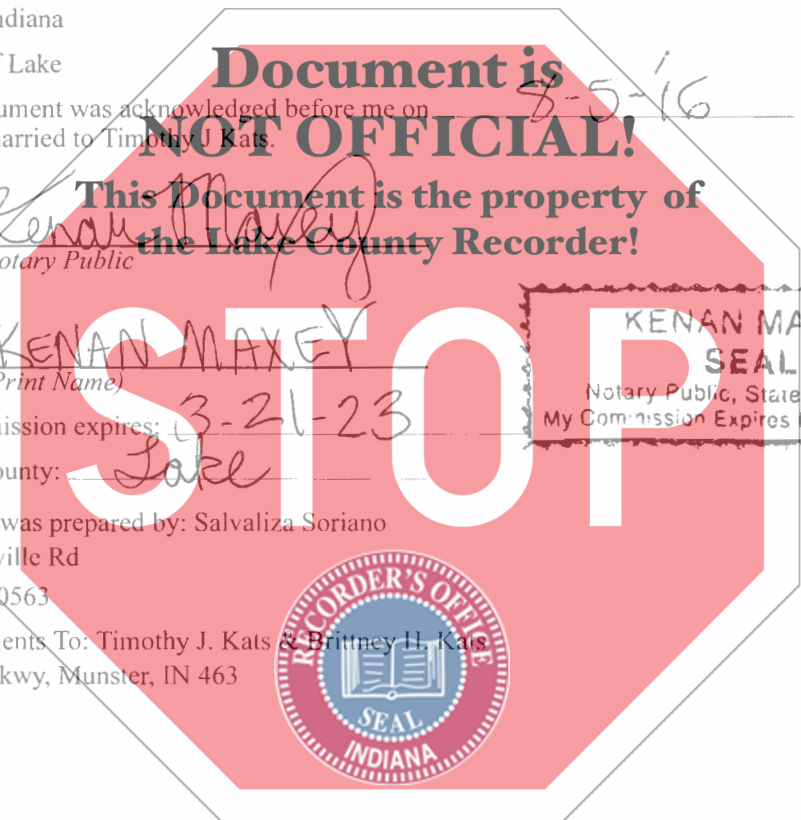 ndiana
Document is
f Lake
ument was acknowledged before me on 8-5-16
NOT OFFICIAL!
arried to Timothy J Kats.
This Document is the property of
Kenan Maxey
the Lake County Recorder!
otary Public
STOP
KENAN MAXEY
KENAN MA
SEAL
Print Name)
Notary Public, State
ission expires: 3-21-23
My Commission Expires
ounty: Lake
was prepared by: Salvaliza Soriano
ville Rd
0563
RECORDER'S OFFICE
ents To: Timothy J. Kats & Brittney H. Kats
kwy, Munster, IN 463
SEAL
INDIANA